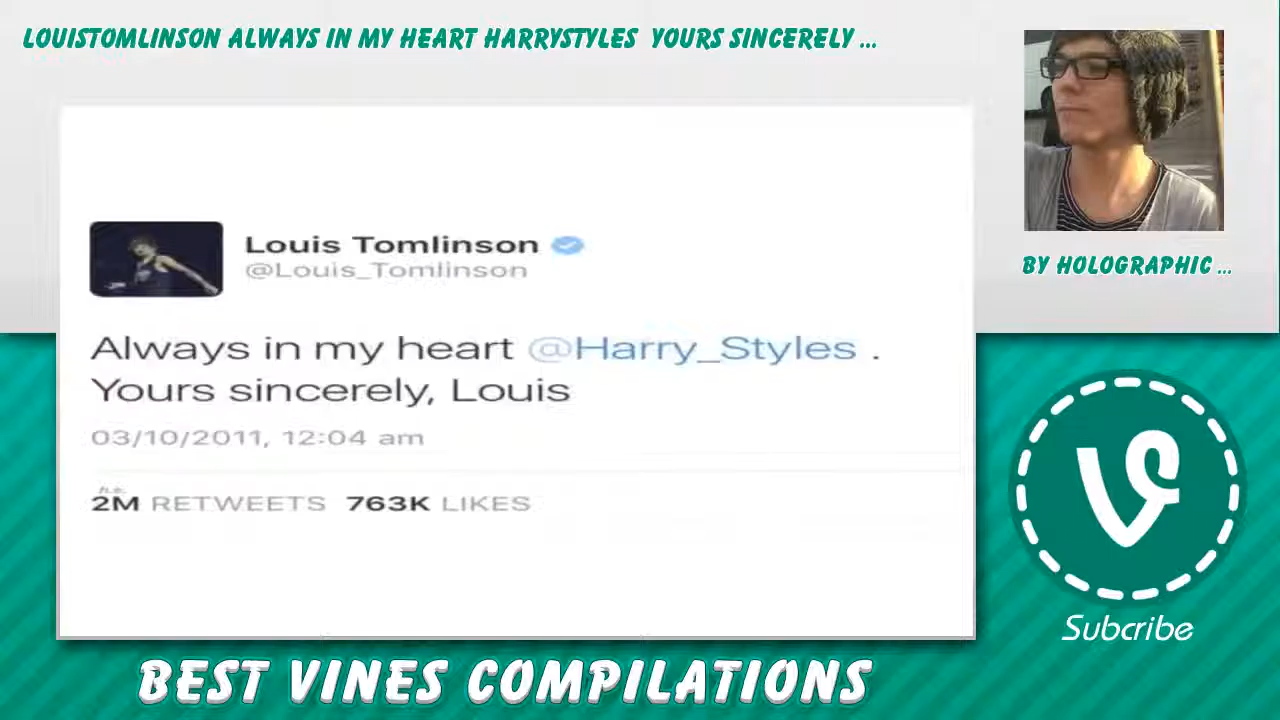 LOUISTOMLINSON ALWAYS IN MY HEART HARRYSTYLES YOURS SINCERELY ...
BY HOLOGRAPHIC ...
Louis Tomlinson
@Louis_Tomlinson
Always in my heart @Harry_Styles .
Yours sincerely, Louis
03/10/2011, 12:04 am
h.e.
2M RETWEETS 763K LIKES
Subcribe
BEST VINES COMPILATIONS